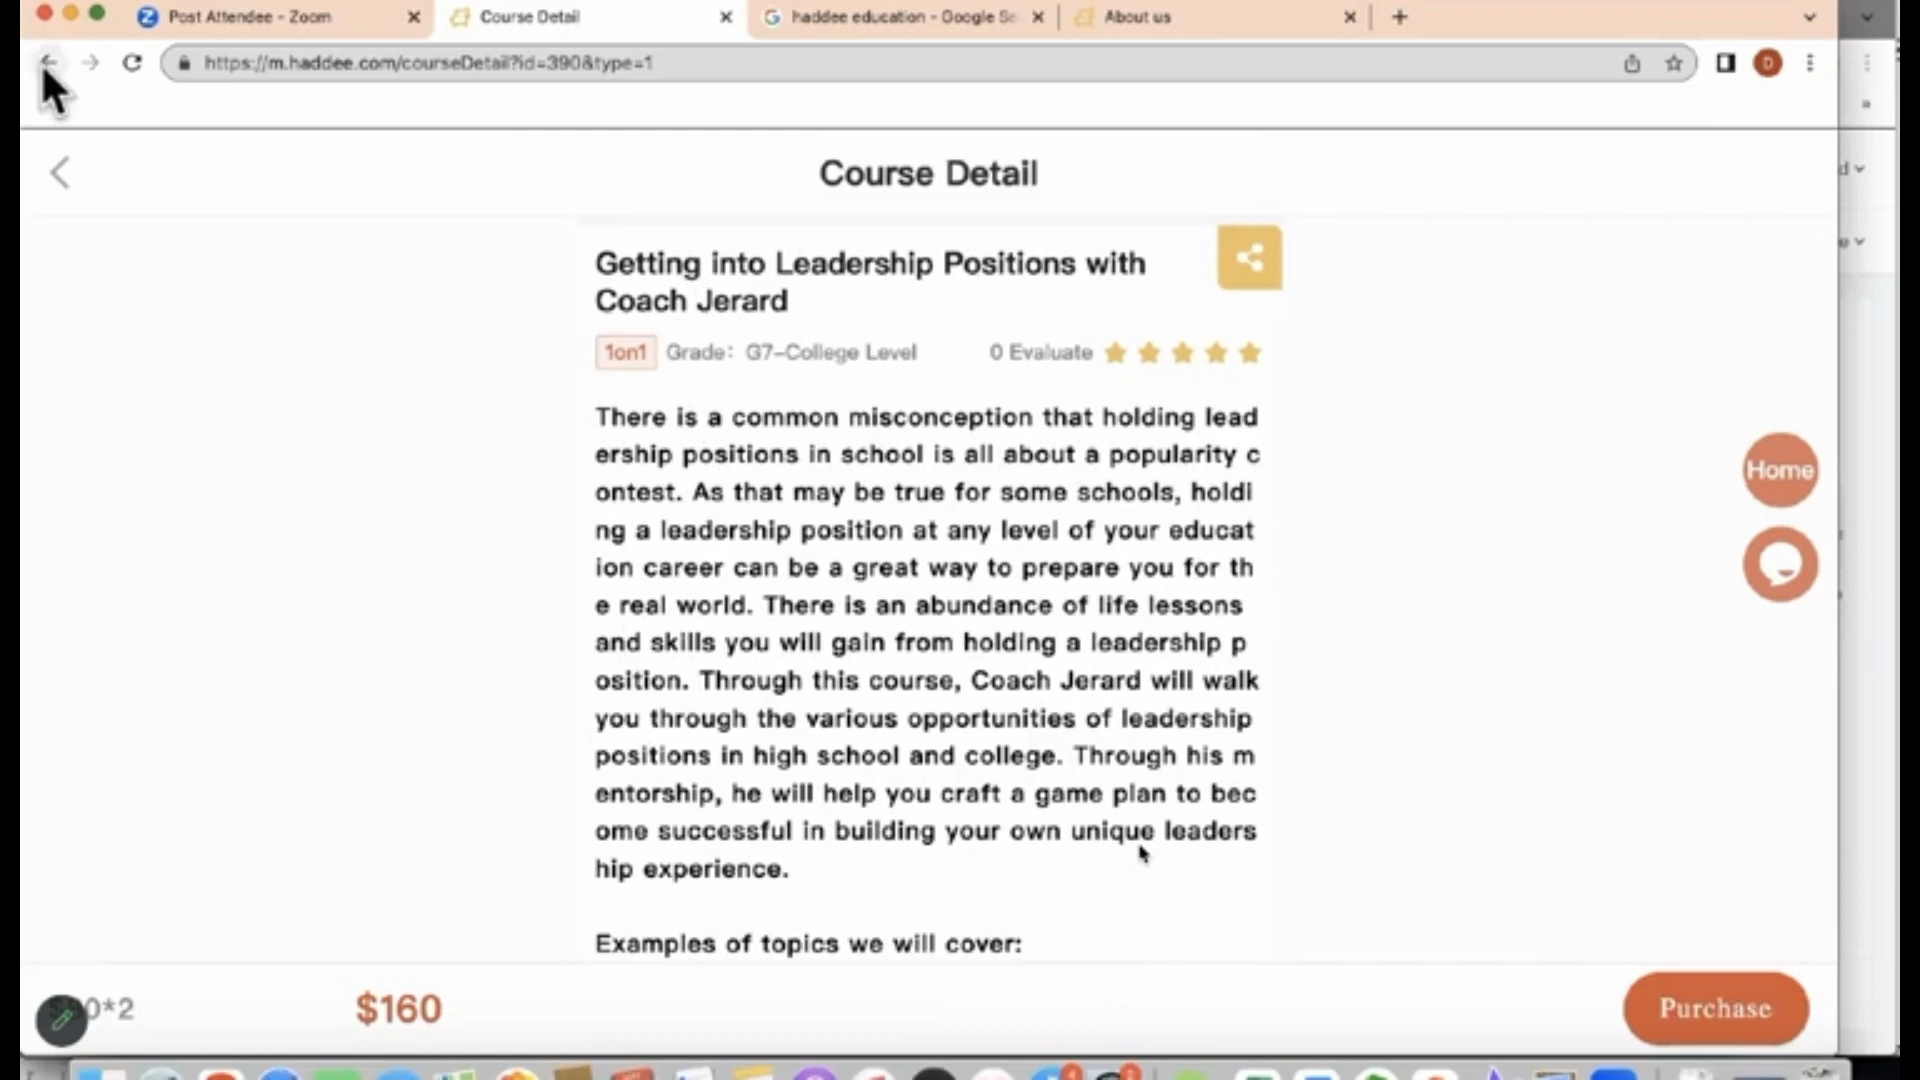 Post Attendee - Zoom
Course Detail
haddee education - Google Se
About us
https://m.haddee.com/courseDetail?id=390&type=1
D
Course Detail
Getting into Leadership Positions with
Coach Jerard
1on1 Grade: G7-College Level 0 Evaluate
There is a common misconception that holding lead
ership positions in school is all about a popularity c
ontest. As that may be true for some schools, holdi
ng a leadership position at any level of your educat
ion career can be a great way to prepare you for th
e real world. There is an abundance of life lessons
and skills you will gain from holding a leadership p
osition. Through this course, Coach Jerard will walk
you through the various opportunities of leadership
positions in high school and college. Through his m
entorship, he will help you craft a game plan to bec
ome successful in building your own unique leaders
hip experience.
Examples of topics we will cover:
Home
0*2
$160
Purchase